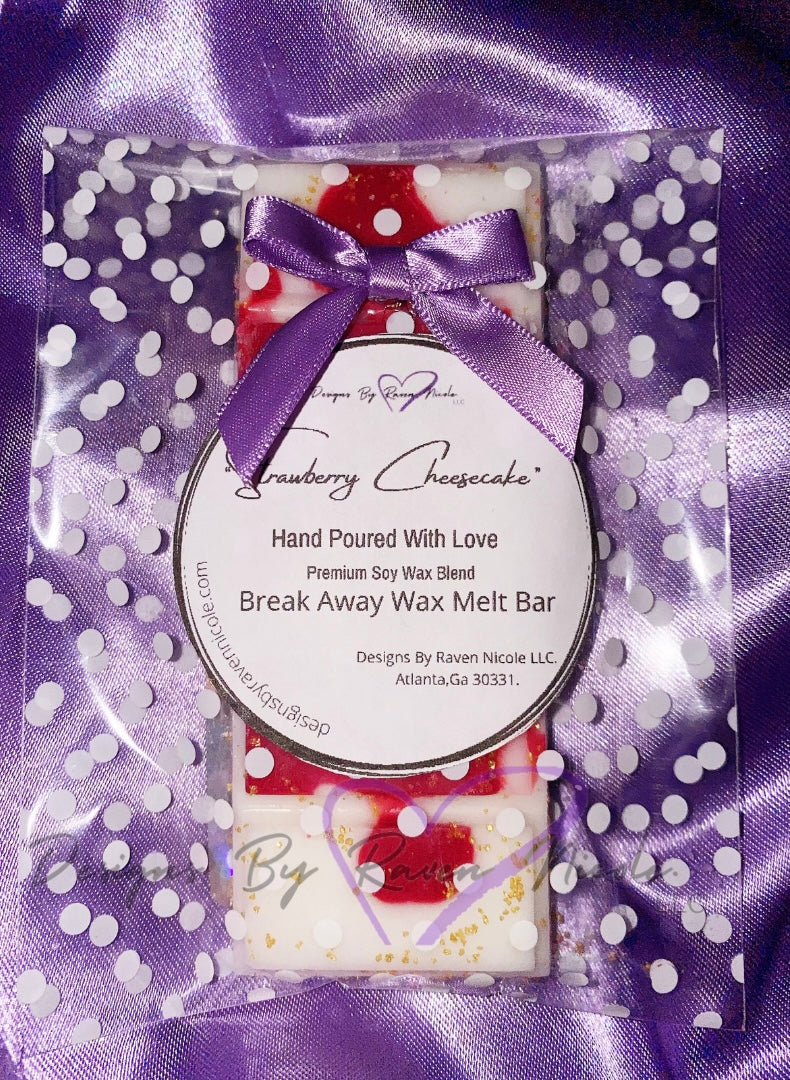 Designs By Raven Nicole
LLC
"Strawberry Cheesecake"
Hand Poured With Love
Premium Soy Wax Blend
Break Away Wax Melt Bar
Designs By Raven Nicole LLC.
Atlanta,Ga 30331.
designsbyravennicole.com
Designs By Raven Nicole